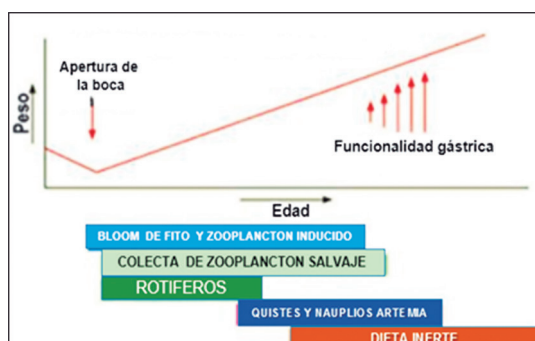 Apertura de
la boca
Peso
Funcionalidad gástrica
Edad
BLOOM DE FITO Y ZOOPLANCTON INDUCIDO
COLECTA DE ZOOPLANCTON SALVAJE
ROTIFEROS
QUISTES Y NAUPLIOS ARTEMIA
DIETA INERTE